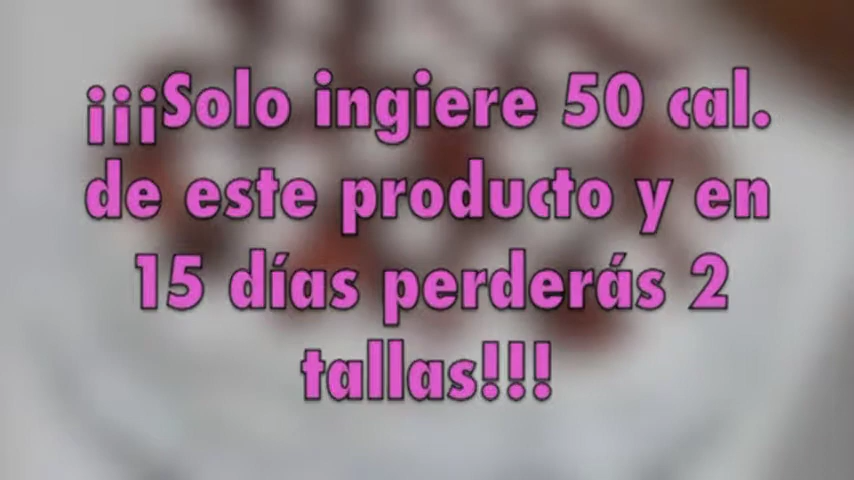 ¡¡¡Solo ingiere 50 cal.
de este producto y en
15 días perderás 2
tallas!!!